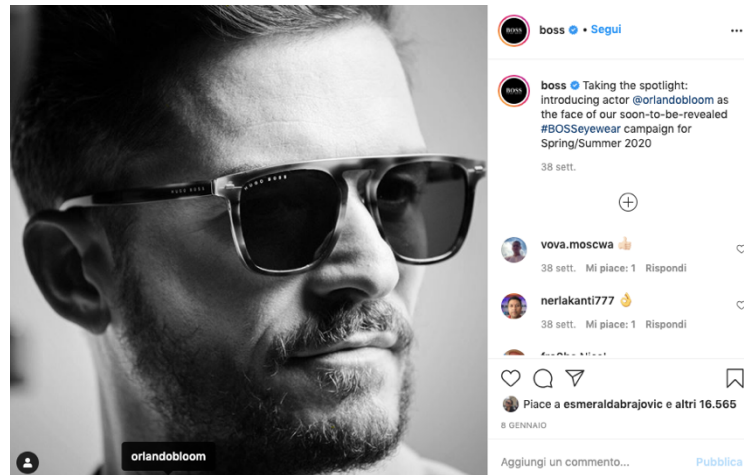 HUGO BOSS
HUGO BOSS
orlandobloom
boss • Segui
boss Taking the spotlight:
introducing actor @orlandobloom as
the face of our soon-to-be-revealed
#BOSSeyewear campaign for
Spring/Summer 2020
38 sett.
vova.moscwa 👍🏻
38 sett. Mi piace: 1 Rispondi
nerlakanti777 👌
38 sett. Mi piace: 1 Rispondi
Piace a esmeraldabrajovic e altri 16.565
8 GENNAIO
Aggiungi un commento... Pubblica